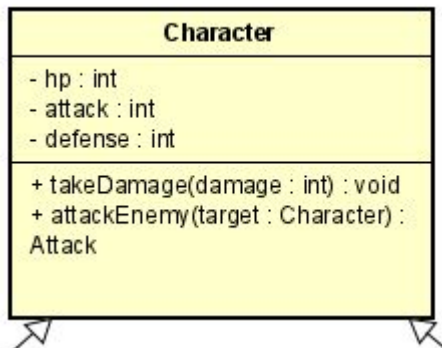 Character
- hp : int
- attack : int
- defense : int
+ takeDamage(damage : int) : void
+ attackEnemy(target : Character) :
Attack